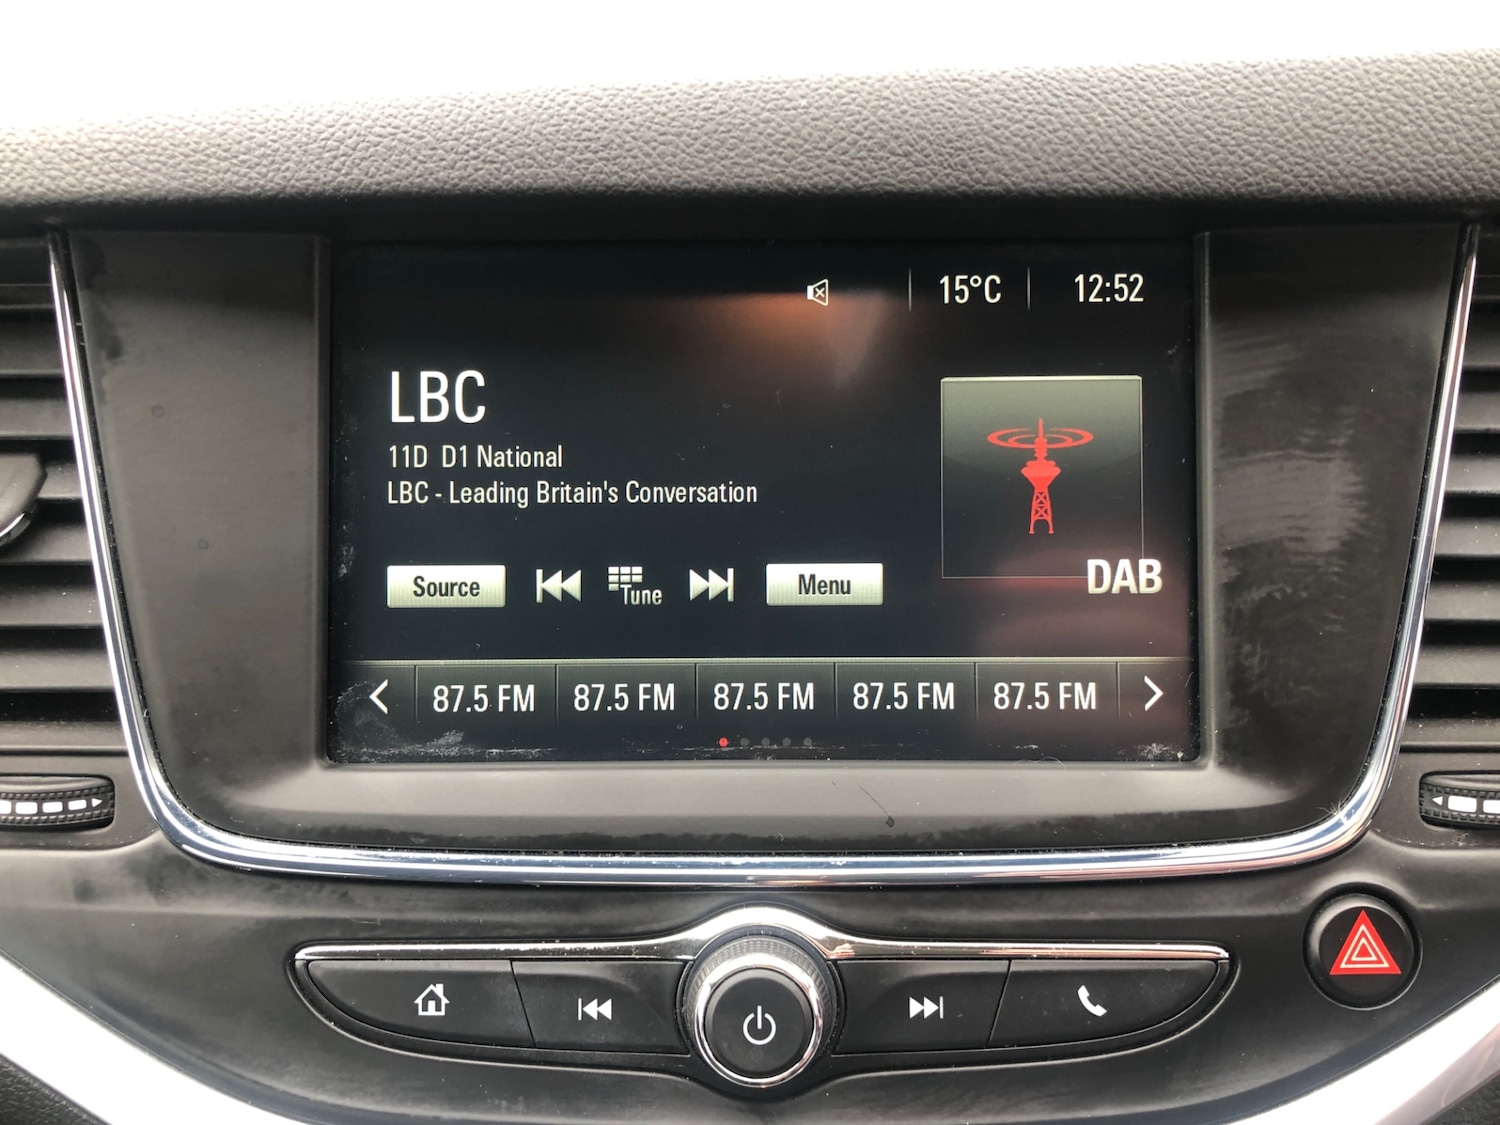 15°C 12:52
LBC
11D D1 National
LBC - Leading Britain's Conversation
DAB
Source Tune Menu
87.5 FM 87.5 FM 87.5 FM 87.5 FM 87.5 FM